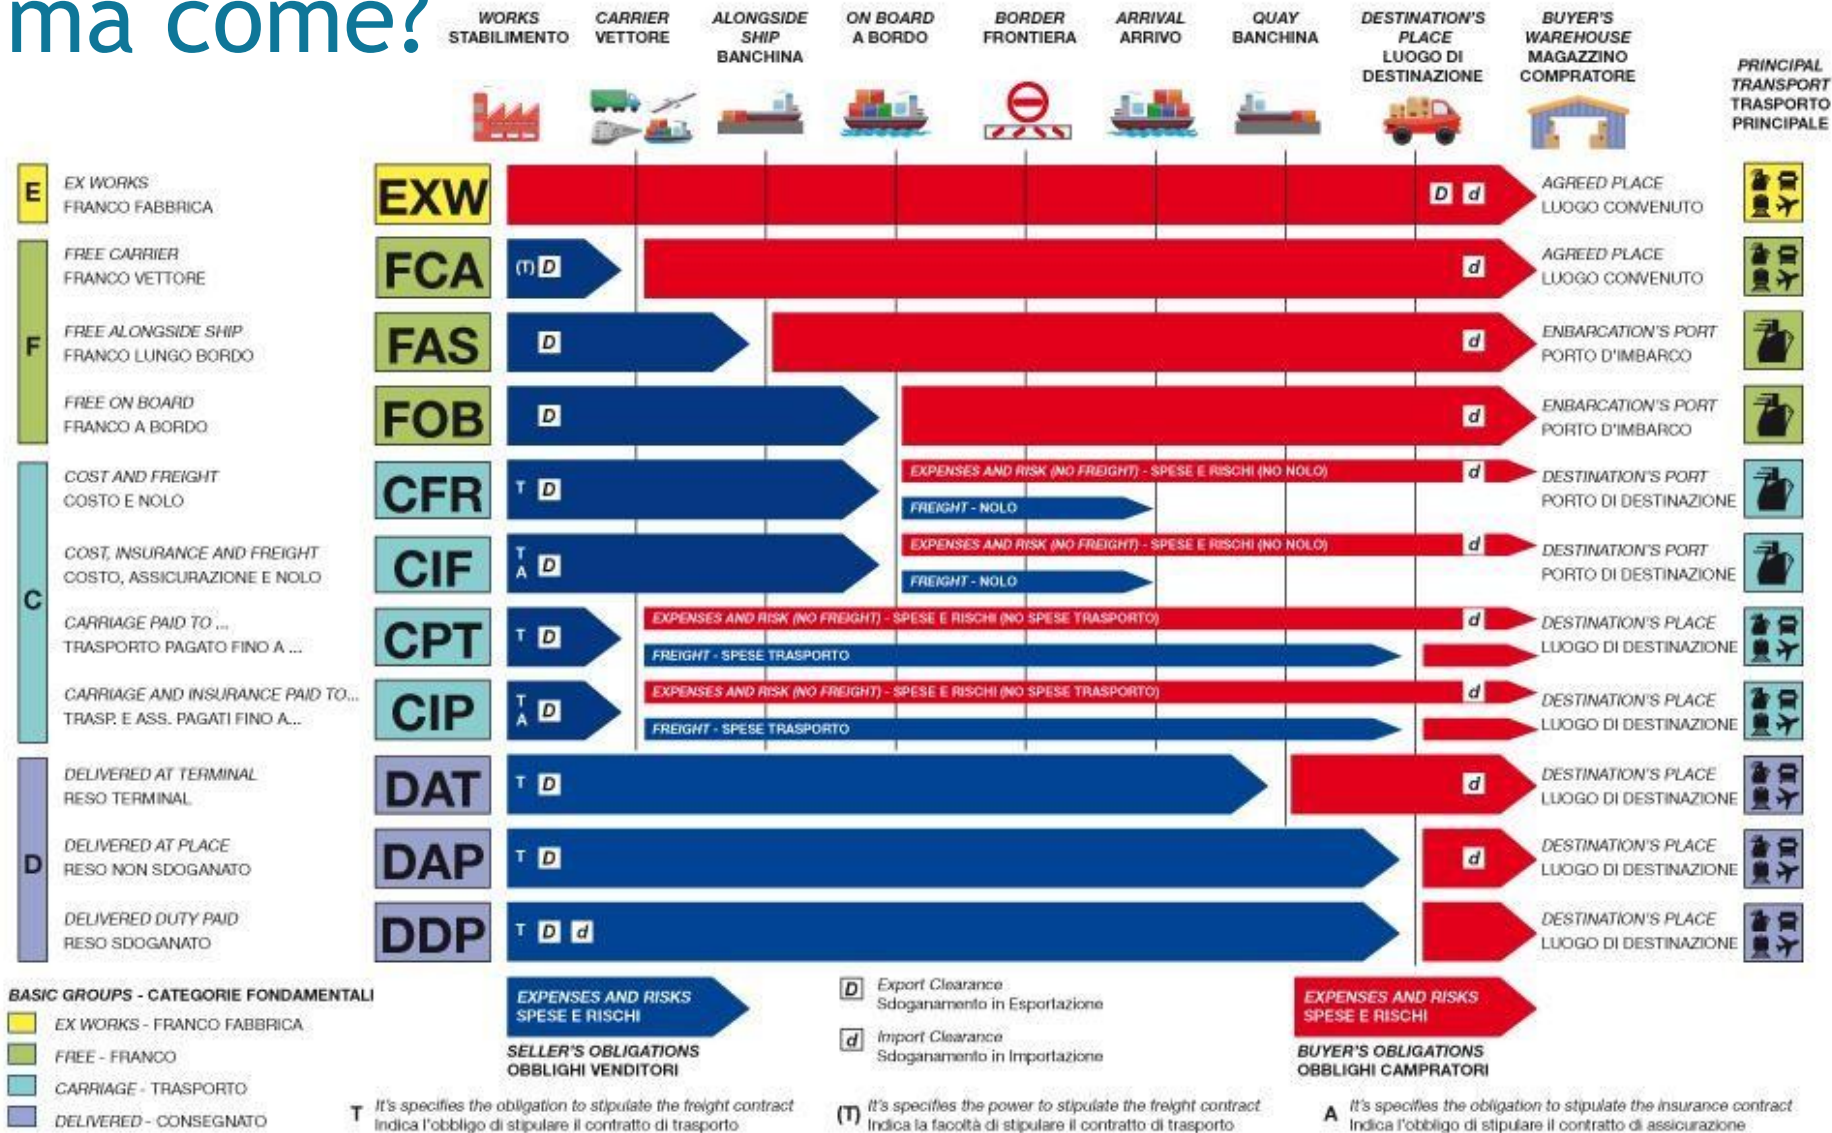 ma come?
WORKS
STABILIMENTO
CARRIER
VETTORE
ALONGSIDE
SHIP
BANCHINA
ON BOARD
A BORDO
BORDER
FRONTIERA
ARRIVAL
ARRIVO
QUAY
BANCHINA
DESTINATION'S
PLACE
LUOGO DI
DESTINAZIONE
BUYER'S
WAREHOUSE
MAGAZZINO
COMPRATORE
PRINCIPAL
TRANSPORT
TRASPORTO
PRINCIPALE
E
EX WORKS
FRANCO FABBRICA
EXW
D d
AGREED PLACE
LUOGO CONVENUTO
F
FREE CARRIER
FRANCO VETTORE
FCA
(T) D
d
AGREED PLACE
LUOGO CONVENUTO
FREE ALONGSIDE SHIP
FRANCO LUNGO BORDO
FAS
D
d
ENBARCATION'S PORT
PORTO D'IMBARCO
FREE ON BOARD
FRANCO A BORDO
FOB
D
d
ENBARCATION'S PORT
PORTO D'IMBARCO
C
COST AND FREIGHT
COSTO E NOLO
CFR
T D
EXPENSES AND RISK (NO FREIGHT) - SPESE E RISCHI (NO NOLO)
d
FREIGHT - NOLO
DESTINATION'S PORT
PORTO DI DESTINAZIONE
COST, INSURANCE AND FREIGHT
COSTO, ASSICURAZIONE E NOLO
CIF
T
A D
EXPENSES AND RISK (NO FREIGHT) - SPESE E RISCHI (NO NOLO)
d
FREIGHT - NOLO
DESTINATION'S PORT
PORTO DI DESTINAZIONE
CARRIAGE PAID TO ...
TRASPORTO PAGATO FINO A ...
CPT
T D
EXPENSES AND RISK (NO FREIGHT) - SPESE E RISCHI (NO SPESE TRASPORTO)
d
FREIGHT - SPESE TRASPORTO
DESTINATION'S PLACE
LUOGO DI DESTINAZIONE
CARRIAGE AND INSURANCE PAID TO...
TRASP. E ASS. PAGATI FINO A...
CIP
T
A D
EXPENSES AND RISK (NO FREIGHT) - SPESE E RISCHI (NO SPESE TRASPORTO)
d
FREIGHT - SPESE TRASPORTO
DESTINATION'S PLACE
LUOGO DI DESTINAZIONE
D
DELIVERED AT TERMINAL
RESO TERMINAL
DAT
T D
d
DESTINATION'S PLACE
LUOGO DI DESTINAZIONE
DELIVERED AT PLACE
RESO NON SDOGANATO
DAP
T D
d
DESTINATION'S PLACE
LUOGO DI DESTINAZIONE
DELIVERED DUTY PAID
RESO SDOGANATO
DDP
T D d
DESTINATION'S PLACE
LUOGO DI DESTINAZIONE
BASIC GROUPS - CATEGORIE FONDAMENTALI
EX WORKS - FRANCO FABBRICA
FREE - FRANCO
CARRIAGE - TRASPORTO
DELIVERED - CONSEGNATO
EXPENSES AND RISKS
SPESE E RISCHI
SELLER'S OBLIGATIONS
OBBLIGHI VENDITORI
D Export Clearance
Sdoganamento in Esportazione
d Import Clearance
Sdoganamento in Importazione
EXPENSES AND RISKS
SPESE E RISCHI
BUYER'S OBLIGATIONS
OBBLIGHI CAMPRATORI
T It's specifies the obligation to stipulate the freight contract
Indica l'obbligo di stipulare il contratto di trasporto
(T) It's specifies the power to stipulate the freight contract
Indica la facoltà di stipulare il contratto di trasporto
A It's specifies the obligation to stipulate the insurance contract
Indica l'obbligo di stipulare il contratto di assicurazione